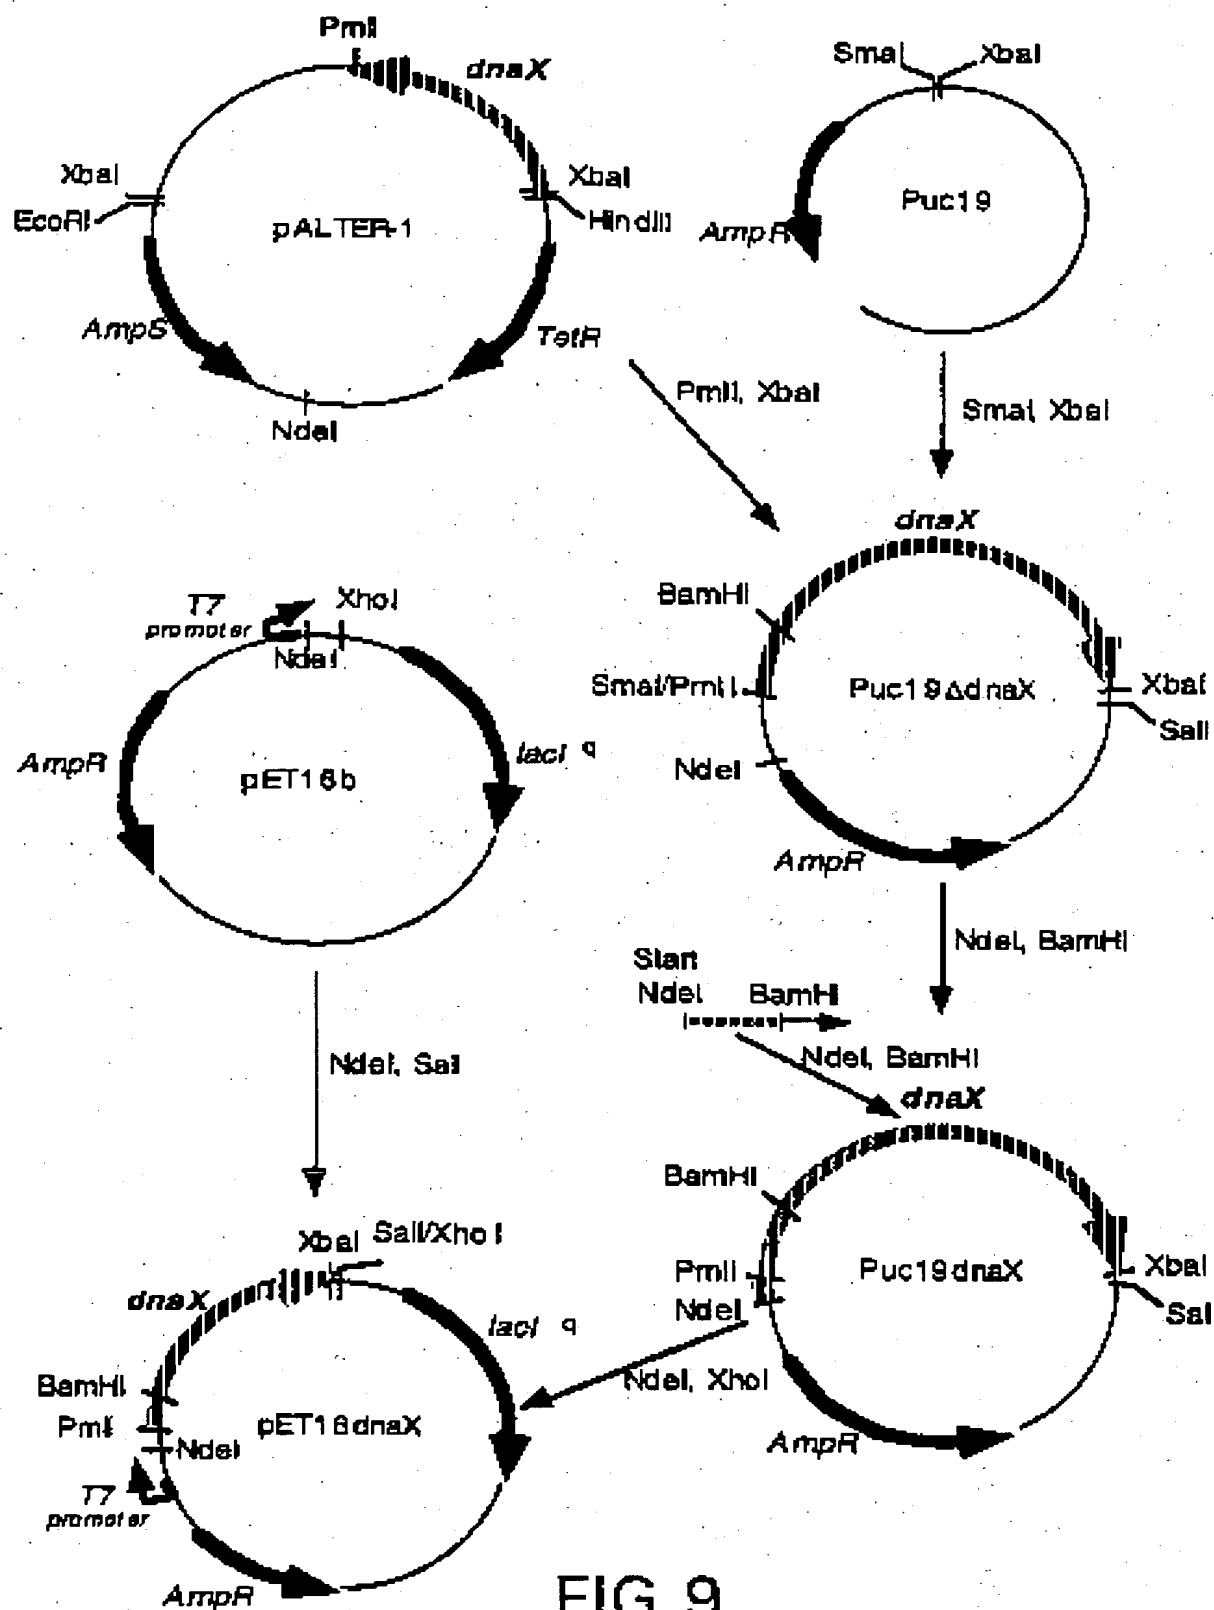 PmlI
dnaX
XbaI
EcoRI
XbaI
HindIII
pALTER-1
AmpS
TetR
NdeI
SmaI
XbaI
Puc19
AmpR
PmlI, XbaI
SmaI, XbaI
dnaX
BamHI
SmaI/PmlI
Puc19ΔdnaX
XbaI
SalI
NdeI
AmpR
T7
promoter
XhoI
NdeI
AmpR
lacI q
pET16b
NdeI, SalI
NdeI, BamHI
Start
NdeI
BamHI
NdeI, BamHI
dnaX
BamHI
PmlI
NdeI
Puc19dnaX
XbaI
Sal
AmpR
NdeI, XhoI
XbaI
SalI/XhoI
dnaX
lacI q
BamHI
PmlI
NdeI
pET16dnaX
T7
promoter
AmpR
FIG. 9